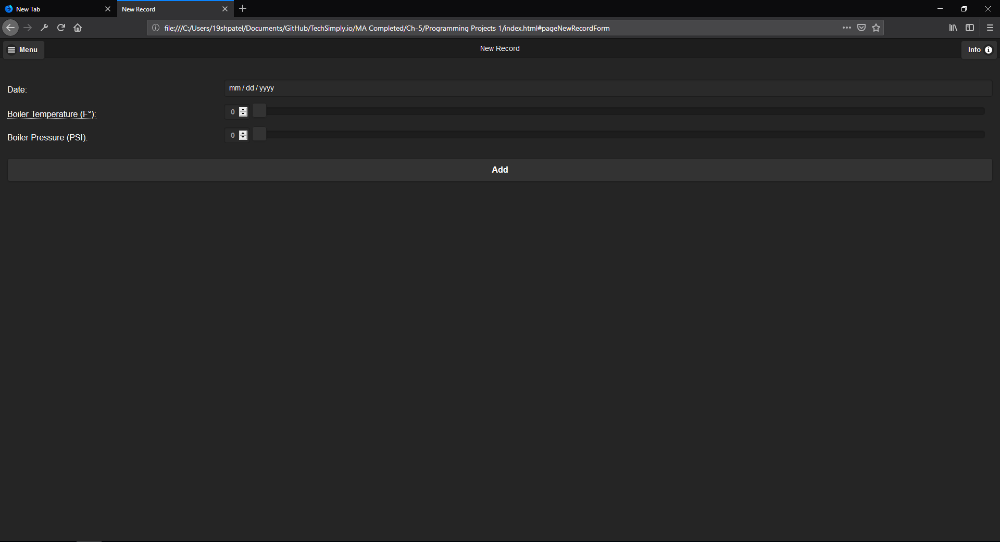 New Tab
New Record
file:///C:/Users/19shpatel/Documents/GitHub/TechSimply.io/MA Completed/Ch-5/Programming Projects 1/index.html#pageNewRecordForm
Menu
New Record
Info
Date:
mm / dd / yyyy
Boiler Temperature (F°):
0
Boiler Pressure (PSI):
0
Add